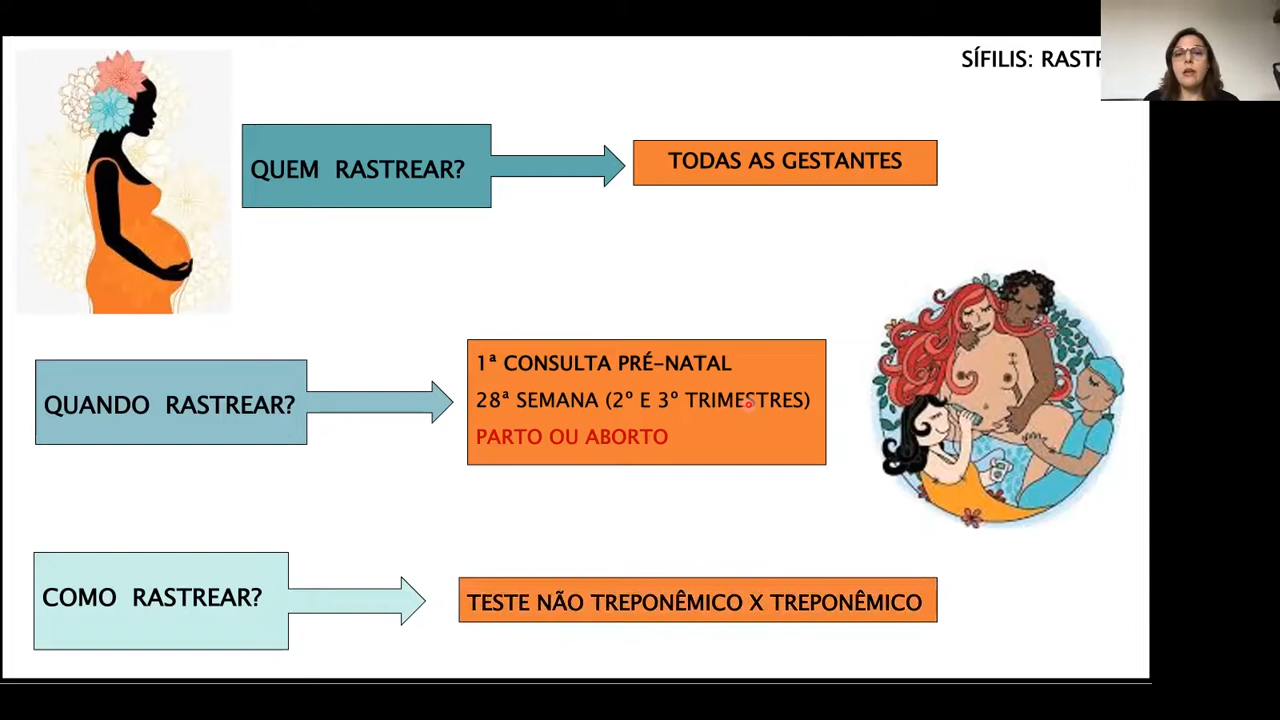 SÍFILIS:
QUEM RASTREAR?
TODAS AS GESTANTES
QUANDO RASTREAR?
1ª CONSULTA PRÉ-NATAL
28ª SEMANA (2º E 3º TRIMESTRES)
PARTO OU ABORTO
COMO RASTREAR?
TESTE NÃO TREPONÊMICO X TREPONÊMICO